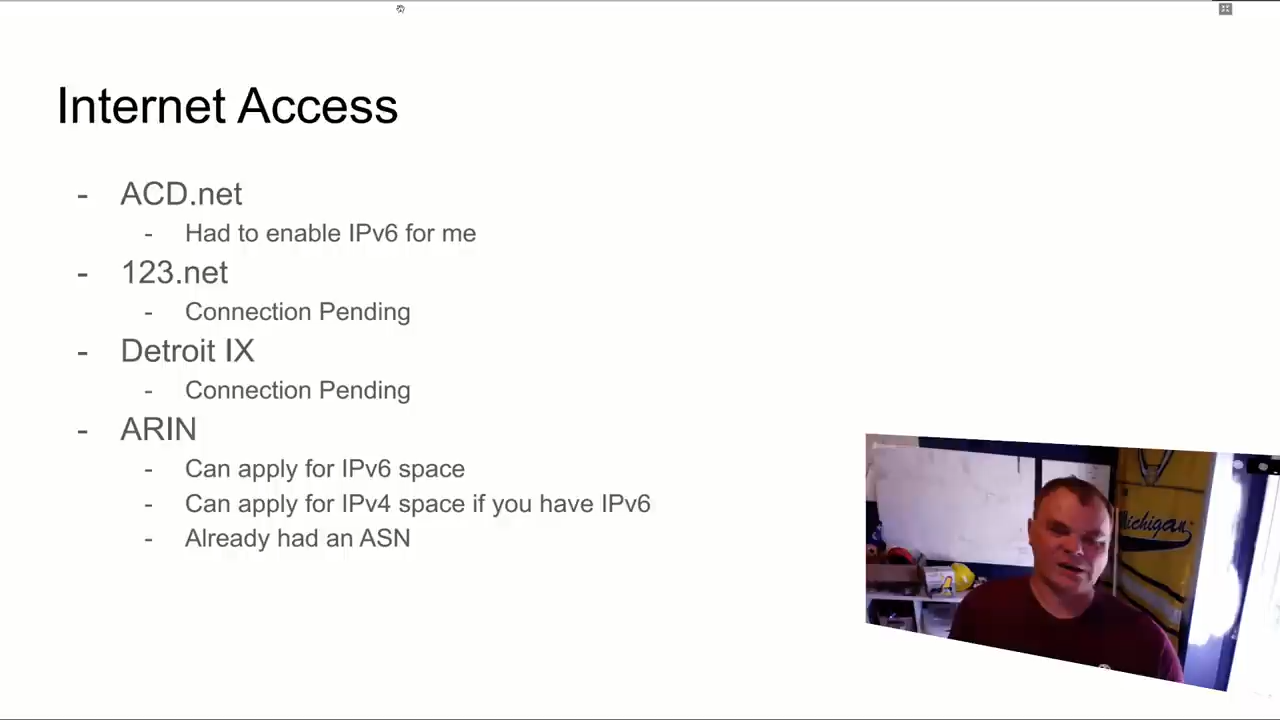 Internet Access
- ACD.net
- Had to enable IPv6 for me
- 123.net
- Connection Pending
- Detroit IX
- Connection Pending
- ARIN
- Can apply for IPv6 space
- Can apply for IPv4 space if you have IPv6
- Already had an ASN
Michigan